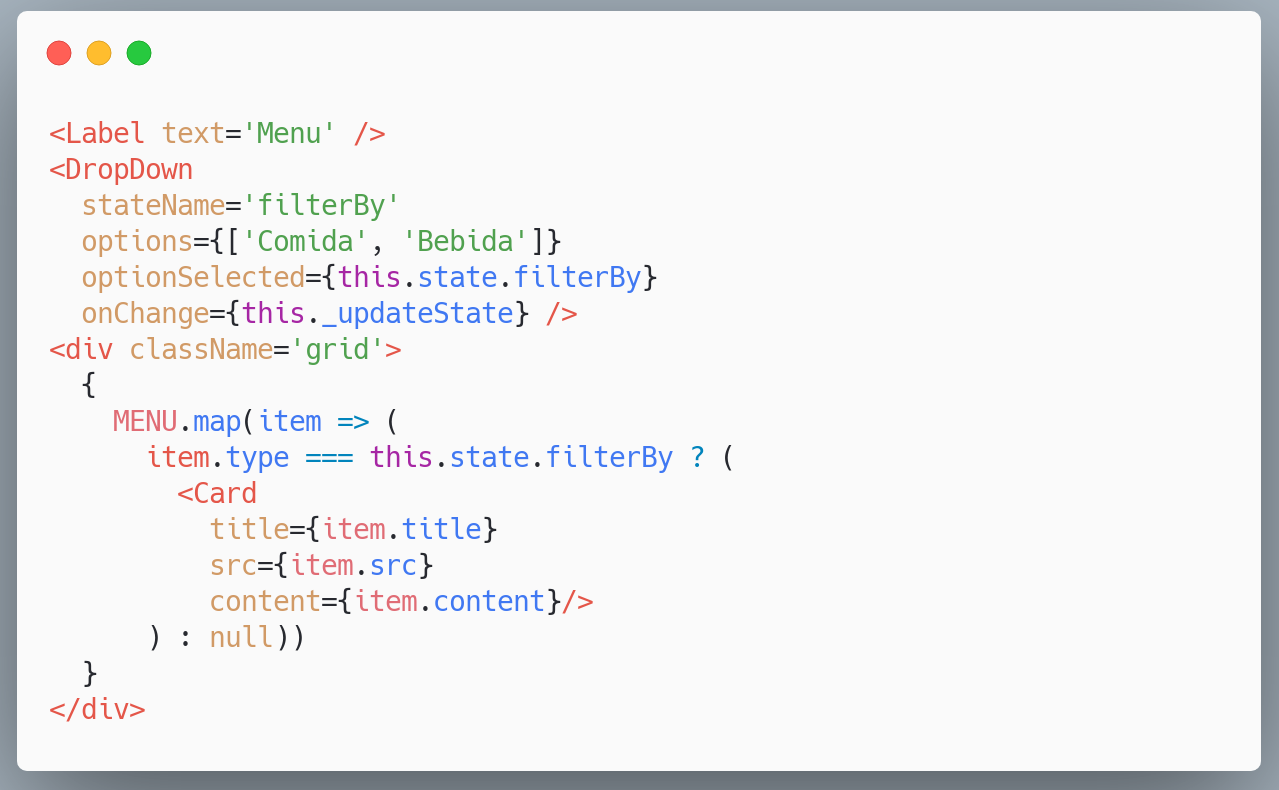 <Label text='Menu' />
<DropDown
  stateName='filterBy'
  options={['Comida', 'Bebida']}
  optionSelected={this.state.filterBy}
  onChange={this._updateState} />
<div className='grid'>
  {
    MENU.map(item => (
      item.type === this.state.filterBy ? (
        <Card
          title={item.title}
          src={item.src}
          content={item.content}/>
      ) : null))
  }
</div>